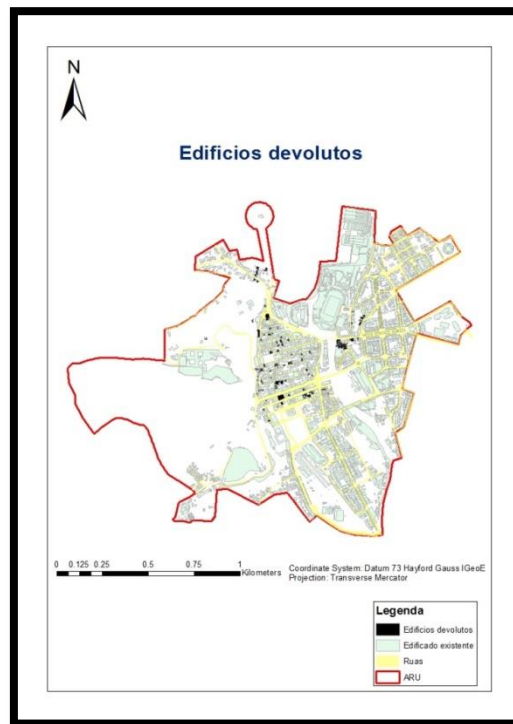 N
Edificios devolutos
0 0.125 0.25 0.5 0.75 1
Kilometers
Coordinate System: Datum 73 Hayford Gauss IGeoE
Projection: Transverse Mercator
Legenda
Edificios devolutos
Edificado existente
Ruas
ARU